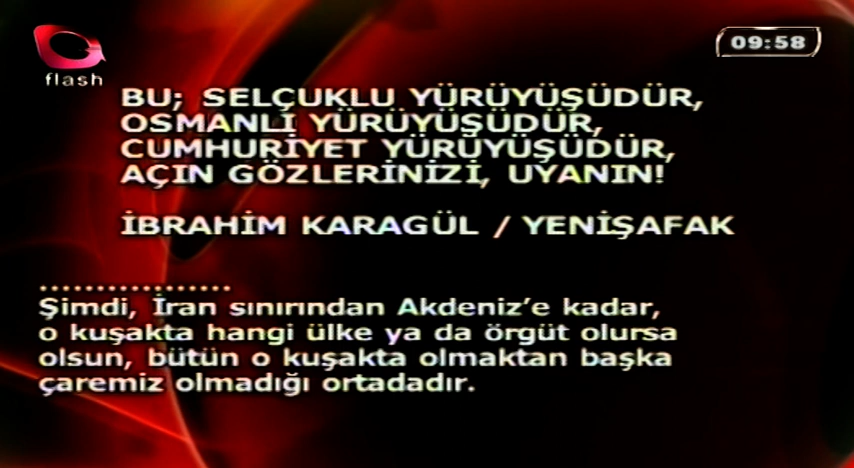 flash
09:58
BU; SELÇUKLU YÜRÜYÜŞÜDÜR,
OSMANLI YÜRÜYÜŞÜDÜR,
CUMHURİYET YÜRÜYÜŞÜDÜR,
AÇIN GÖZLERİNİZİ, UYANIN!
İBRAHİM KARAGÜL / YENİŞAFAK
.................
Şimdi, İran sınırından Akdeniz’e kadar,
o kuşakta hangi ülke ya da örgüt olursa
olsun, bütün o kuşakta olmaktan başka
çaremiz olmadığı ortadadır.